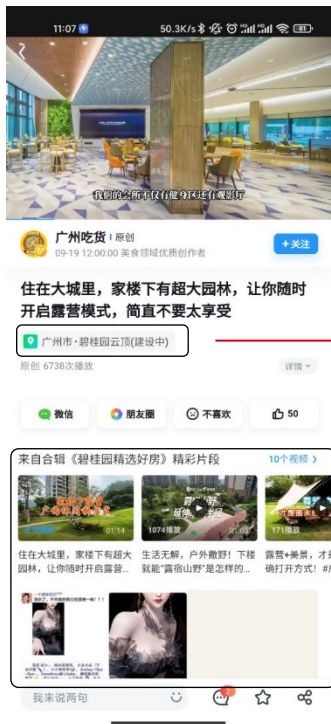 11:07
50.3K/s
我们的会所不仅有健身区还有观影厅
广州吃货 | 原创
09-19 12:00:00 美食领域优质创作者
+关注
住在大城里，家楼下有超大园林，让你随时
开启露营模式，简直不要太享受
广州市·碧桂园云顶(建设中)
原创 6738次播放
详情
微信
朋友圈
不喜欢
50
来自合辑《碧桂园精选好房》精彩片段
10个视频 >
01:14
1074播放
01:03
171播放
住在大城里，家楼下有超大
园林，让你随时开启露营...
生活无解，户外撒野！下楼
就能“露宿山野”是怎样的...
露营+美景，才是
确打开方式！#广
我来说两句